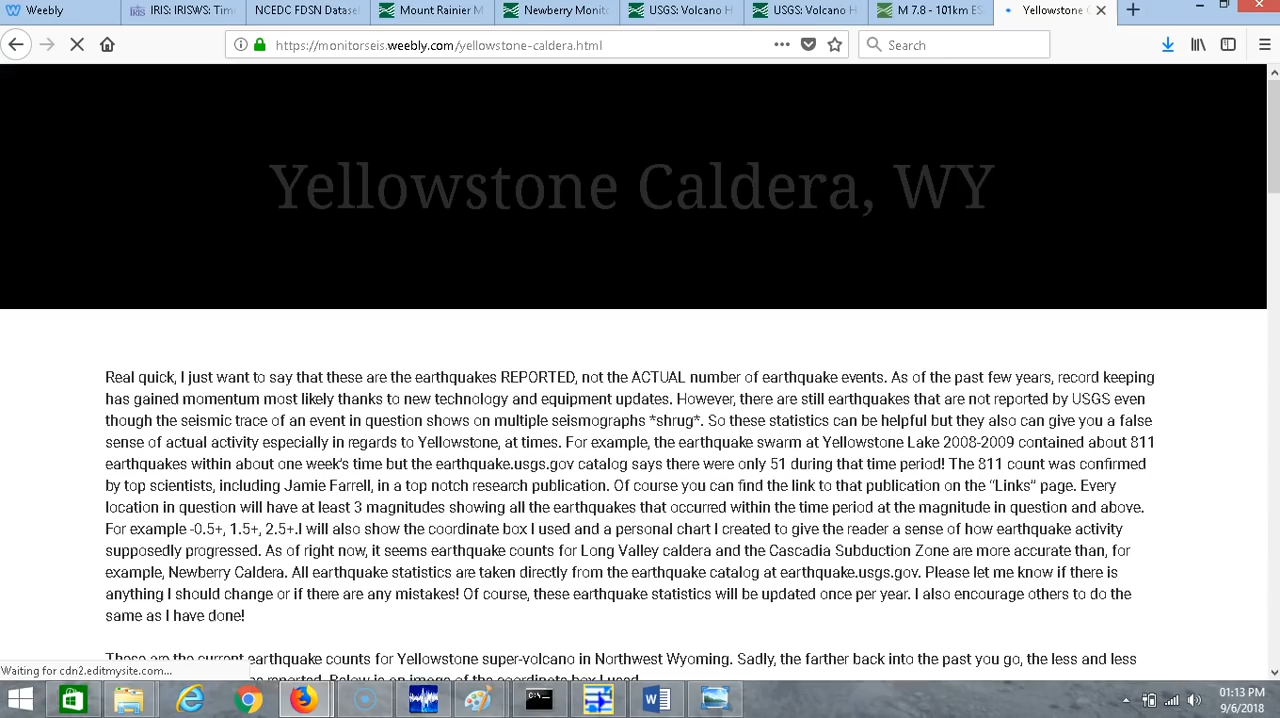 Weebly
IRIS: IRISWS: Tim
NCEDC FDSN Datasel
Mount Rainier M
Newberry Monito
USGS: Volcano H
USGS: Volcano H
M 7.8 - 101km ES
Yellowstone C
https://monitorseis.weebly.com/yellowstone-caldera.html
Search
Yellowstone Caldera, WY
Real quick, I just want to say that these are the earthquakes REPORTED, not the ACTUAL number of earthquake events. As of the past few years, record keeping
has gained momentum most likely thanks to new technology and equipment updates. However, there are still earthquakes that are not reported by USGS even
though the seismic trace of an event in question shows on multiple seismographs *shrug*. So these statistics can be helpful but they also can give you a false
sense of actual activity especially in regards to Yellowstone, at times. For example, the earthquake swarm at Yellowstone Lake 2008-2009 contained about 811
earthquakes within about one week's time but the earthquake.usgs.gov catalog says there were only 51 during that time period! The 811 count was confirmed
by top scientists, including Jamie Farrell, in a top notch research publication. Of course you can find the link to that publication on the “Links” page. Every
location in question will have at least 3 magnitudes showing all the earthquakes that occurred within the time period at the magnitude in question and above.
For example -0.5+, 1.5+, 2.5+.I will also show the coordinate box I used and a personal chart I created to give the reader a sense of how earthquake activity
supposedly progressed. As of right now, it seems earthquake counts for Long Valley caldera and the Cascadia Subduction Zone are more accurate than, for
example, Newberry Caldera. All earthquake statistics are taken directly from the earthquake catalog at earthquake.usgs.gov. Please let me know if there is
anything I should change or if there are any mistakes! Of course, these earthquake statistics will be updated once per year. I also encourage others to do the
same as I have done!
These are the current earthquake counts for Yellowstone super-volcano in Northwest Wyoming. Sadly, the farther back into the past you go, the less and less
reported. Below is an image of the coordinate box I used
Waiting for cdn2.editmysite.com...
01:13 PM
9/6/2018